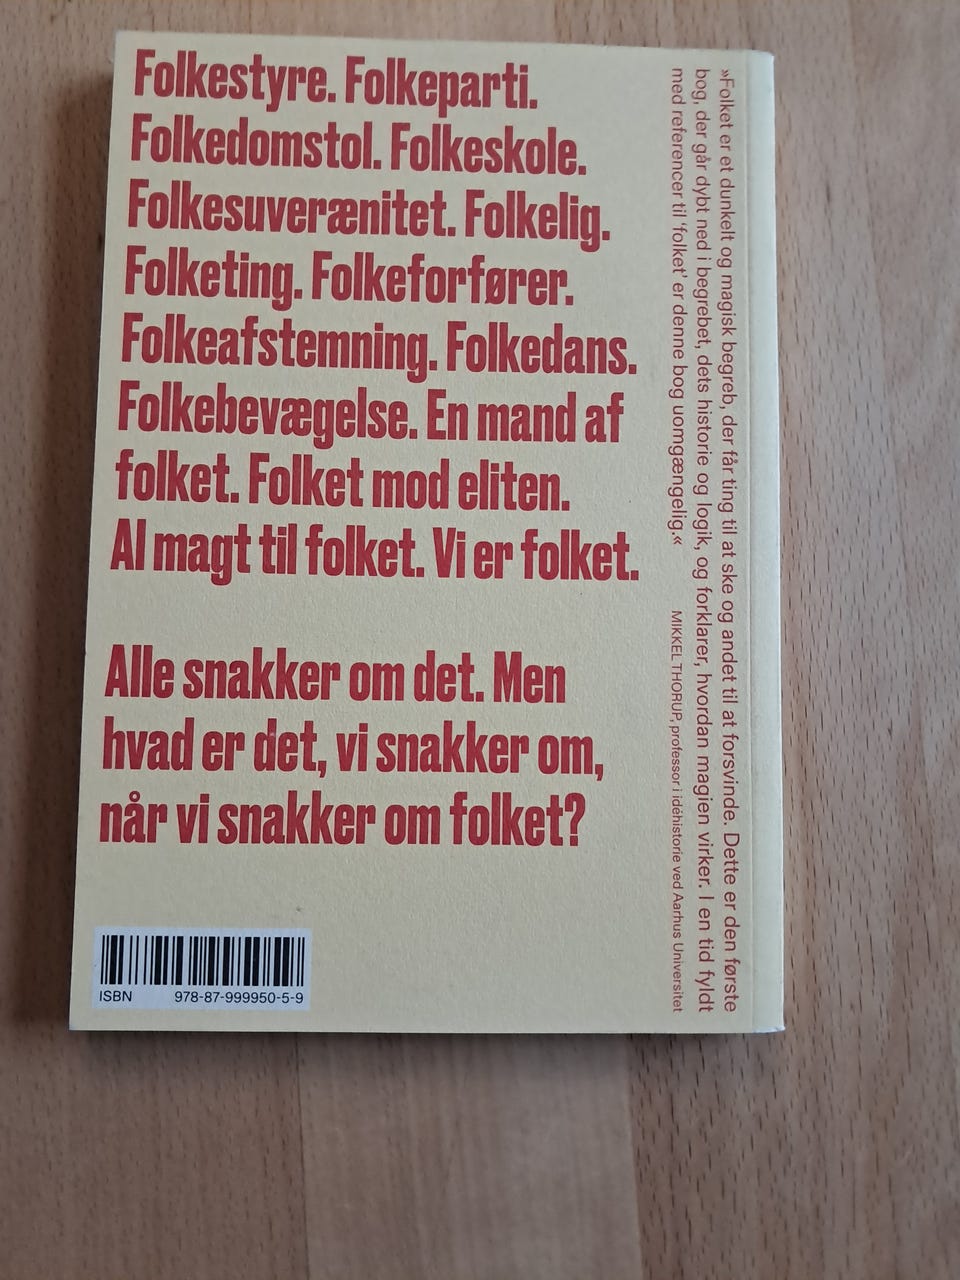 Folkestyre. Folkeparti.
Folkedomstol. Folkeskole.
Folkesuverænitet. Folkelig.
Folketing. Folkeforfører.
Folkeafstemning. Folkedans.
Folkebevægelse. En mand af
folket. Folket mod eliten.
Al magt til folket. Vi er folket.
Alle snakker om det. Men
hvad er det, vi snakker om,
når vi snakker om folket?
»Folket er et dunkelt og magisk begreb, der får ting til at ske og andet til at forsvinde. Dette er den første
bog, der går dybt ned i begrebet, dets historie og logik, og forklarer, hvordan magien virker. I en tid fyldt
med referencer til 'folket' er denne bog uomgængelig.«
MIKKEL THORUP, professor i idéhistorie ved Aarhus Universitet
ISBN 978-87-999950-5-9